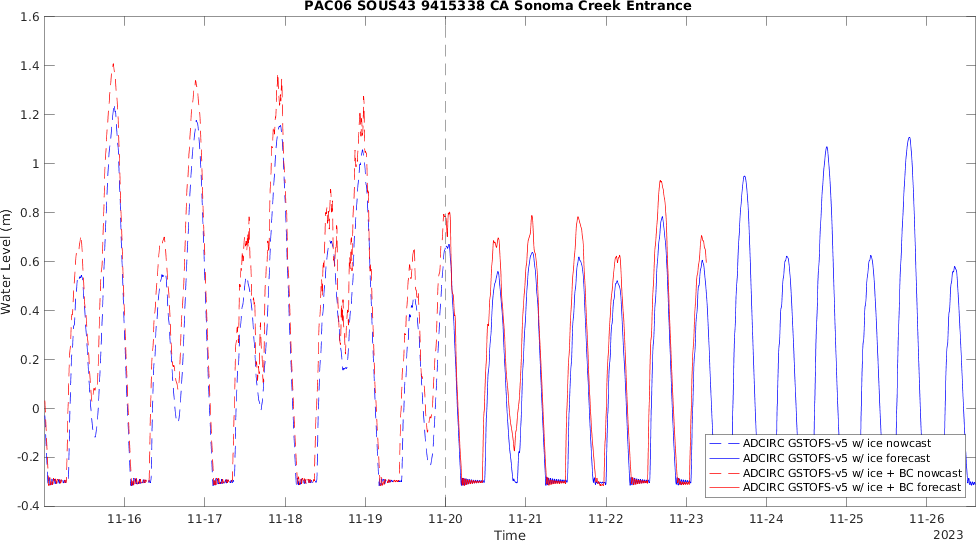 PAC06 SOUS43 9415338 CA Sonoma Creek Entrance
1.6
1.4
1.2
1
0.8
0.6
0.4
0.2
0
-0.2
-0.4
Water Level (m)
ADCIRC GSTOFS-v5 w/ ice nowcast
ADCIRC GSTOFS-v5 w/ ice forecast
ADCIRC GSTOFS-v5 w/ ice + BC nowcast
ADCIRC GSTOFS-v5 w/ ice + BC forecast
11-16 11-17 11-18 11-19 11-20 11-21 11-22 11-23 11-24 11-25 11-26
Time
2023